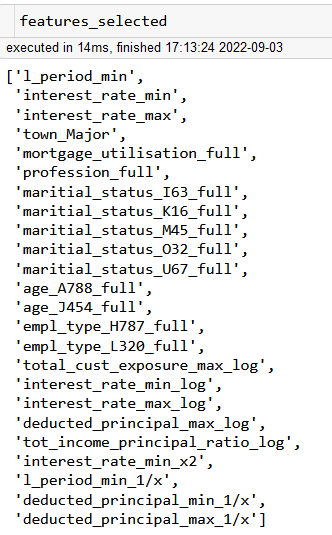 features_selected
executed in 14ms, finished 17:13:24 2022-09-03
['l_period_min',
'interest_rate_min',
'interest_rate_max',
'town_Major',
'mortgage_utilisation_full',
'profession_full',
'maritial_status_I63_full',
'maritial_status_K16_full',
'maritial_status_M45_full',
'maritial_status_O32_full',
'maritial_status_U67_full',
'age_A788_full',
'age_J454_full',
'empl_type_H787_full',
'empl_type_L320_full',
'total_cust_exposure_max_log',
'interest_rate_min_log',
'interest_rate_max_log',
'deducted_principal_max_log',
'tot_income_principal_ratio_log',
'interest_rate_min_x2',
'l_period_min_1/x',
'deducted_principal_min_1/x',
'deducted_principal_max_1/x']